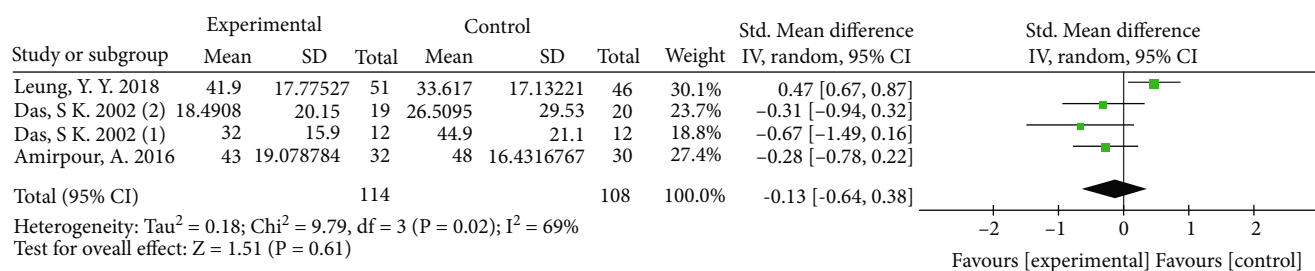 Experimental Control Std. Mean difference Std. Mean difference
Study or subgroup Mean SD Total Mean SD Total Weight IV, random, 95% CI IV, random, 95% CI
Leung, Y. Y. 2018 41.9 17.77527 51 33.617 17.13221 46 30.1% 0.47 [0.67, 0.87]
Das, S K. 2002 (2) 18.4908 20.15 19 26.5095 29.53 20 23.7% –0.31 [–0.94, 0.32]
Das, S K. 2002 (1) 32 15.9 12 44.9 21.1 12 18.8% –0.67 [–1.49, 0.16]
Amirpour, A. 2016 43 19.078784 32 48 16.4316767 30 27.4% –0.28 [–0.78, 0.22]
Total (95% CI) 114 108 100.0% -0.13 [-0.64, 0.38]
Heterogeneity: Tau² = 0.18; Chi² = 9.79, df = 3 (P = 0.02); I² = 69%
Test for oveall effect: Z = 1.51 (P = 0.61)
–2 –1 0 1 2
Favours [experimental] Favours [control]